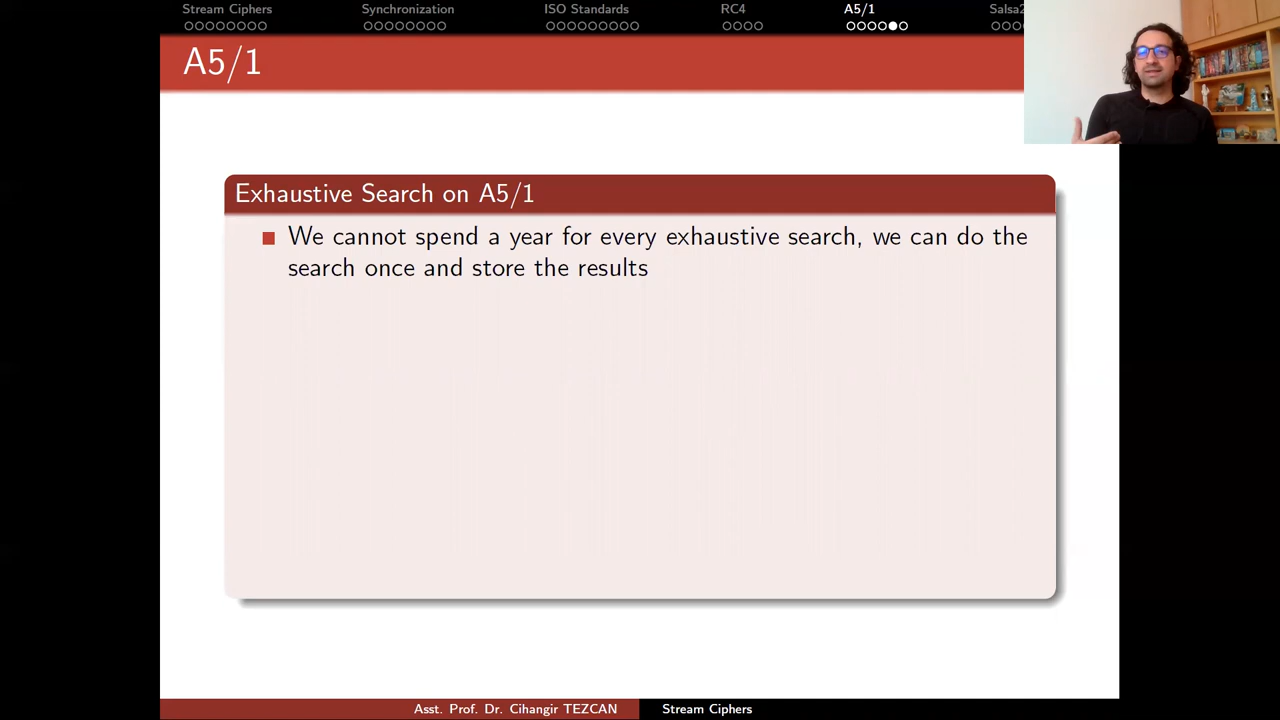 Stream Ciphers
Synchronization
ISO Standards
RC4
A5/1
Salsa2
A5/1
Exhaustive Search on A5/1
We cannot spend a year for every exhaustive search, we can do the
search once and store the results
Asst. Prof. Dr. Cihangir TEZCAN
Stream Ciphers